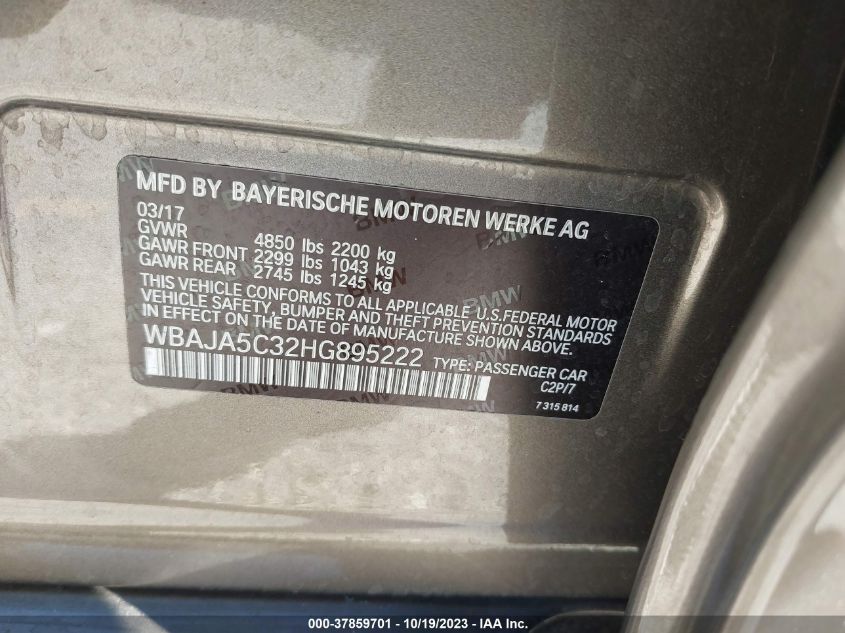 MFD BY BAYERISCHE MOTOREN WERKE AG
03/17
GVWR 4850 lbs 2200 kg
GAWR FRONT 2299 lbs 1043 kg
GAWR REAR 2745 lbs 1245 kg
THIS VEHICLE CONFORMS TO ALL APPLICABLE U.S.FEDERAL MOTOR
VEHICLE SAFETY, BUMPER AND THEFT PREVENTION STANDARDS
IN EFFECT ON THE DATE OF MANUFACTURE SHOWN ABOVE.
WBAJA5C32HG895222 TYPE: PASSENGER CAR
C2P/7
7 315 814
000-37859701 - 10/19/2023 - IAA Inc.